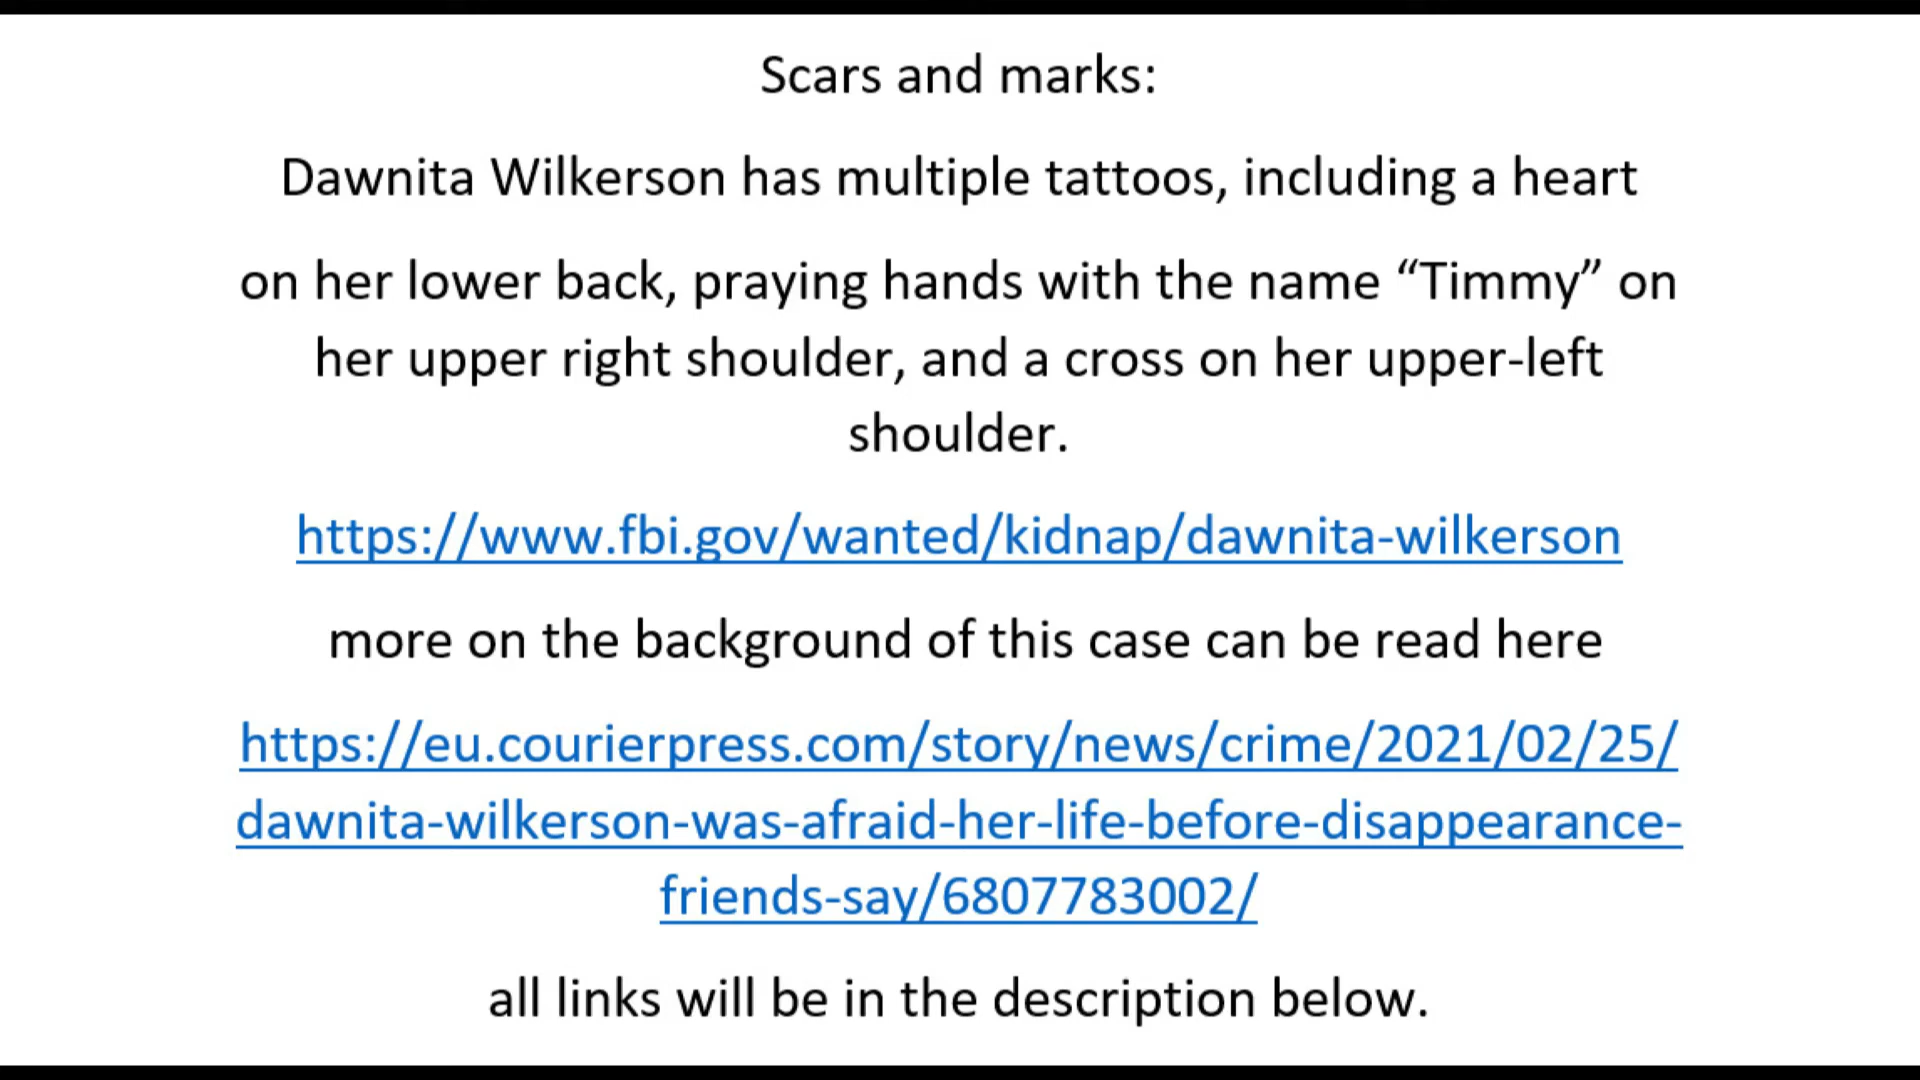 Scars and marks:
Dawnita Wilkerson has multiple tattoos, including a heart
on her lower back, praying hands with the name “Timmy” on
her upper right shoulder, and a cross on her upper-left
shoulder.
https://www.fbi.gov/wanted/kidnap/dawnita-wilkerson
more on the background of this case can be read here
https://eu.courierpress.com/story/news/crime/2021/02/25/
dawnita-wilkerson-was-afraid-her-life-before-disappearance-
friends-say/6807783002/
all links will be in the description below.